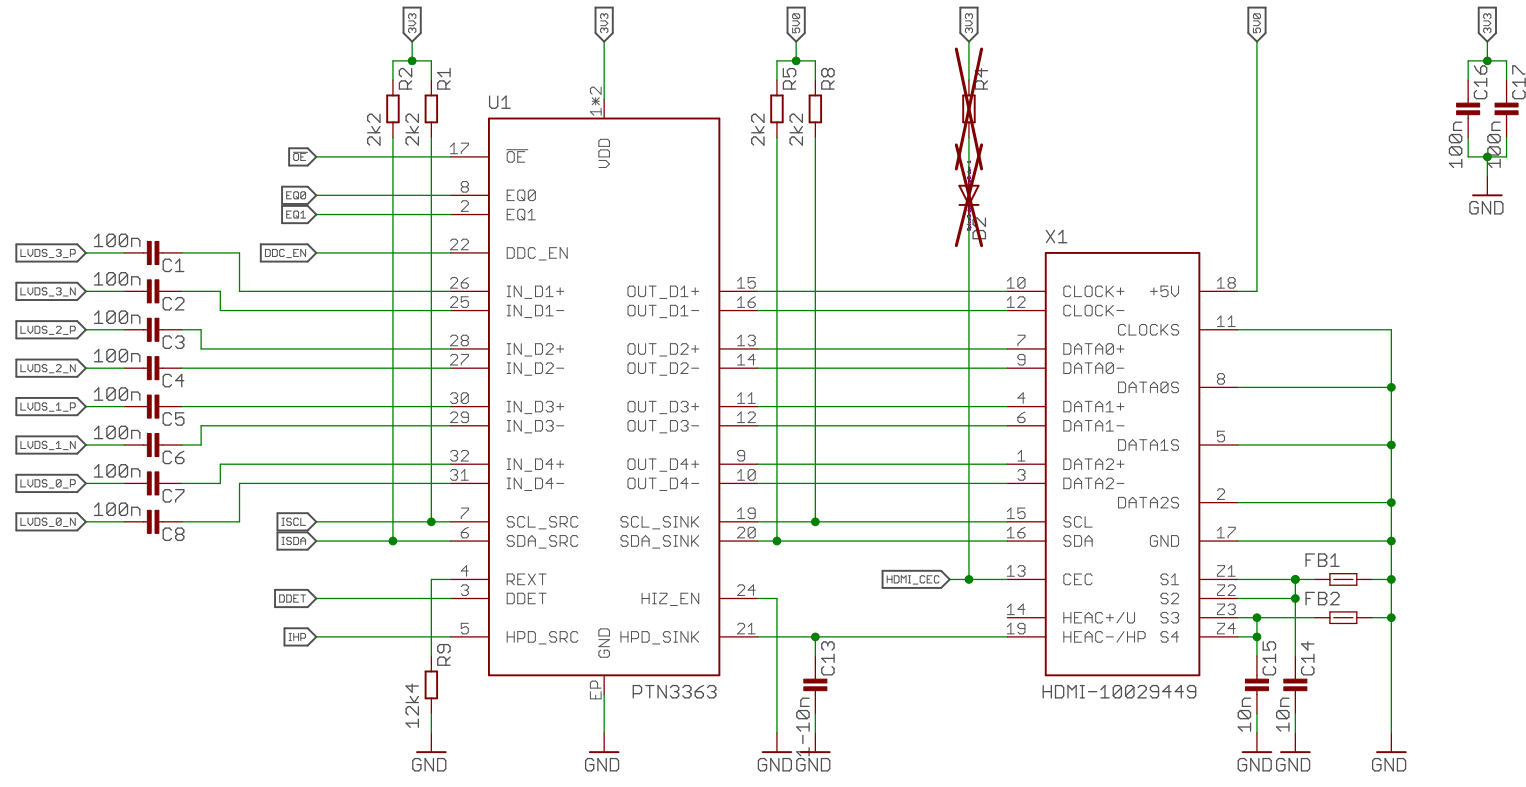 3V3
3V3
5V0
3V3
5V0
3V3
R2
R1
2k2
2k2
R5
R8
2k2
2k2
R4
D2
C16
C17
100n
100n
GND
U1
1*2
VDD
OE
17
OE
EQ0
8
EQ0
EQ1
2
EQ1
DDC_EN
22
DDC_EN
LVDS_3_P
100n
C1
26
IN_D1+
OUT_D1+
15
LVDS_3_N
100n
C2
25
IN_D1-
OUT_D1-
16
LVDS_2_P
100n
C3
28
IN_D2+
OUT_D2+
13
LVDS_2_N
100n
C4
27
IN_D2-
OUT_D2-
14
LVDS_1_P
100n
C5
30
IN_D3+
OUT_D3+
11
LVDS_1_N
100n
C6
29
IN_D3-
OUT_D3-
12
LVDS_0_P
100n
C7
32
IN_D4+
OUT_D4+
9
LVDS_0_N
100n
C8
31
IN_D4-
OUT_D4-
10
ISCL
7
SCL_SRC
SCL_SINK
19
ISDA
6
SDA_SRC
SDA_SINK
20
4
REXT
DDET
3
DDET
HIZ_EN
24
IHP
5
HPD_SRC
GND
HPD_SINK
21
EP
PTN3363
R9
12k4
GND
GND
C13
1-10n
GND
GND
X1
10
CLOCK+
+5V
18
12
CLOCK-
CLOCKS
11
7
DATA0+
9
DATA0-
DATA0S
8
4
DATA1+
6
DATA1-
DATA1S
5
1
DATA2+
3
DATA2-
DATA2S
2
15
SCL
16
SDA
GND
17
HDMI_CEC
13
CEC
S1
Z1
FB1
S2
Z2
FB2
14
HEAC+/U
S3
Z3
19
HEAC-/HP
S4
Z4
HDMI-10029449
C15
C14
10n
10n
GND
GND
GND